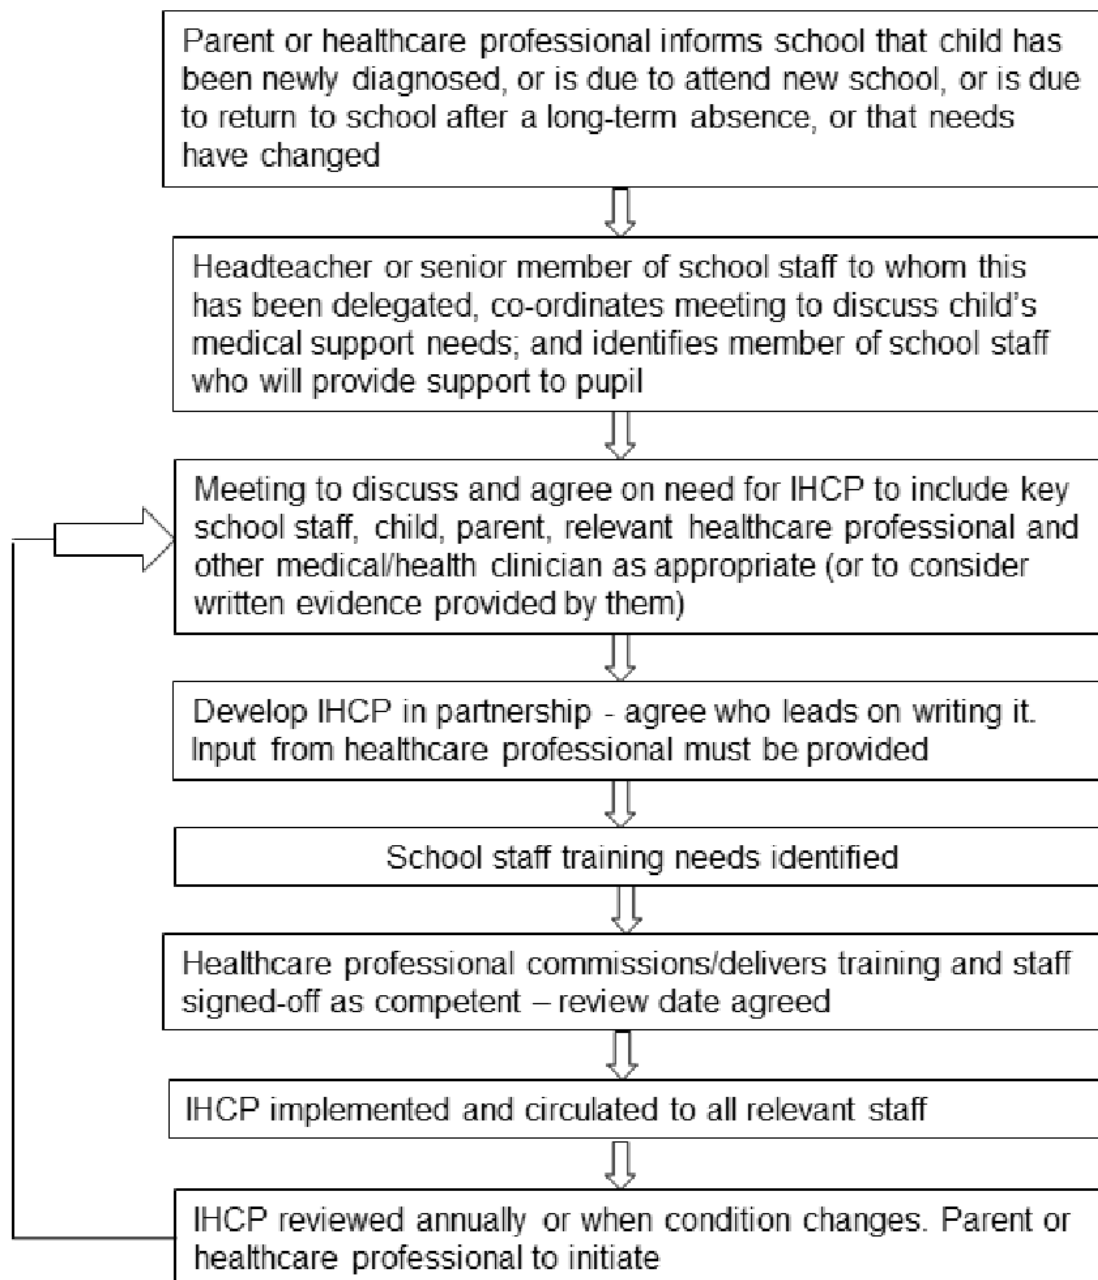 Parent or healthcare professional informs school that child has
been newly diagnosed, or is due to attend new school, or is due
to return to school after a long-term absence, or that needs
have changed
Headteacher or senior member of school staff to whom this
has been delegated, co-ordinates meeting to discuss child's
medical support needs; and identifies member of school staff
who will provide support to pupil
Meeting to discuss and agree on need for IHCP to include key
school staff, child, parent, relevant healthcare professional and
other medical/health clinician as appropriate (or to consider
written evidence provided by them)
Develop IHCP in partnership - agree who leads on writing it.
Input from healthcare professional must be provided
School staff training needs identified
Healthcare professional commissions/delivers training and staff
signed-off as competent – review date agreed
IHCP implemented and circulated to all relevant staff
IHCP reviewed annually or when condition changes. Parent or
healthcare professional to initiate